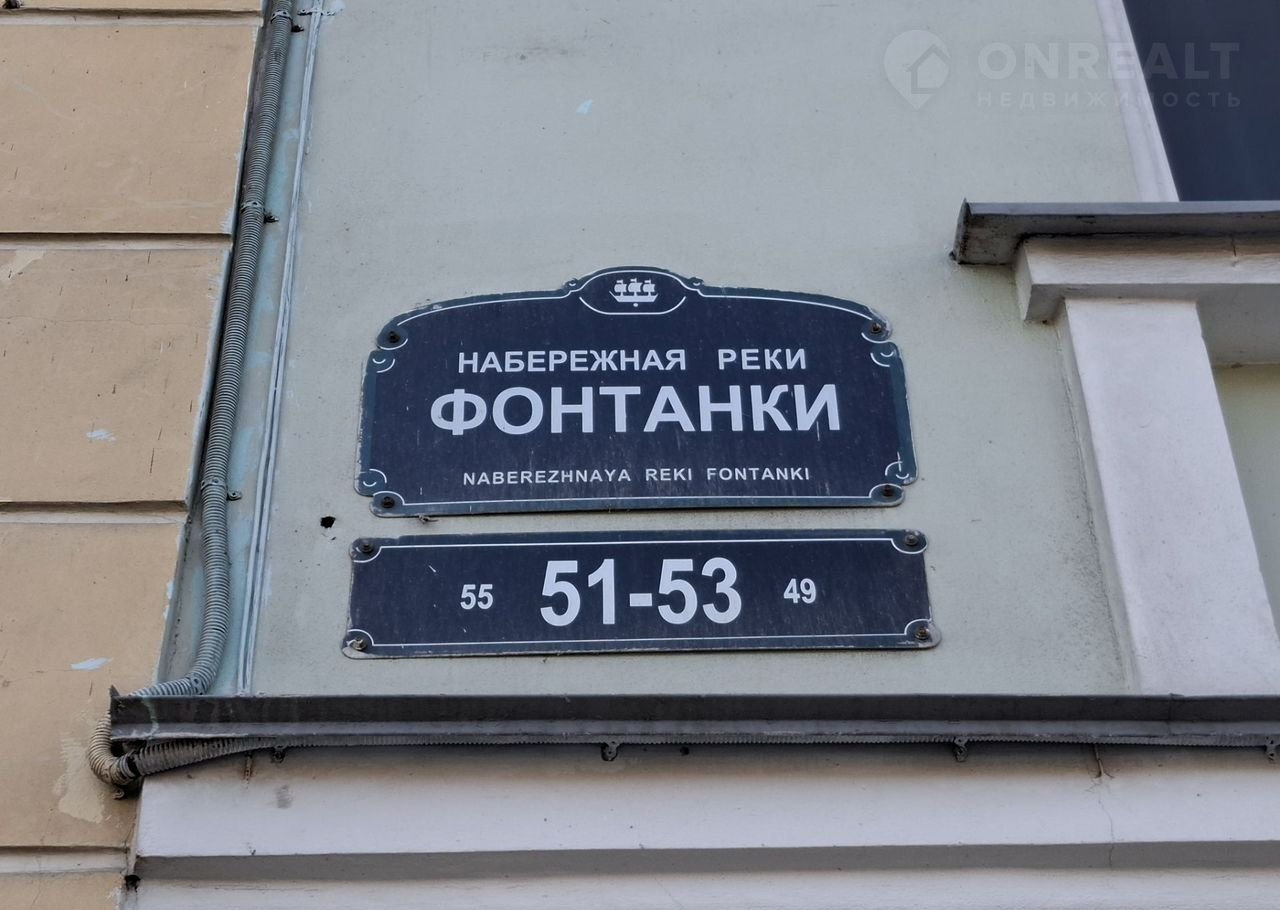 ONREALT
НЕДВИЖИМОСТЬ
НАБЕРЕЖНАЯ РЕКИ
ФОНТАНКИ
NABEREZHNAYA REKI FONTANKI
55 51-53 49